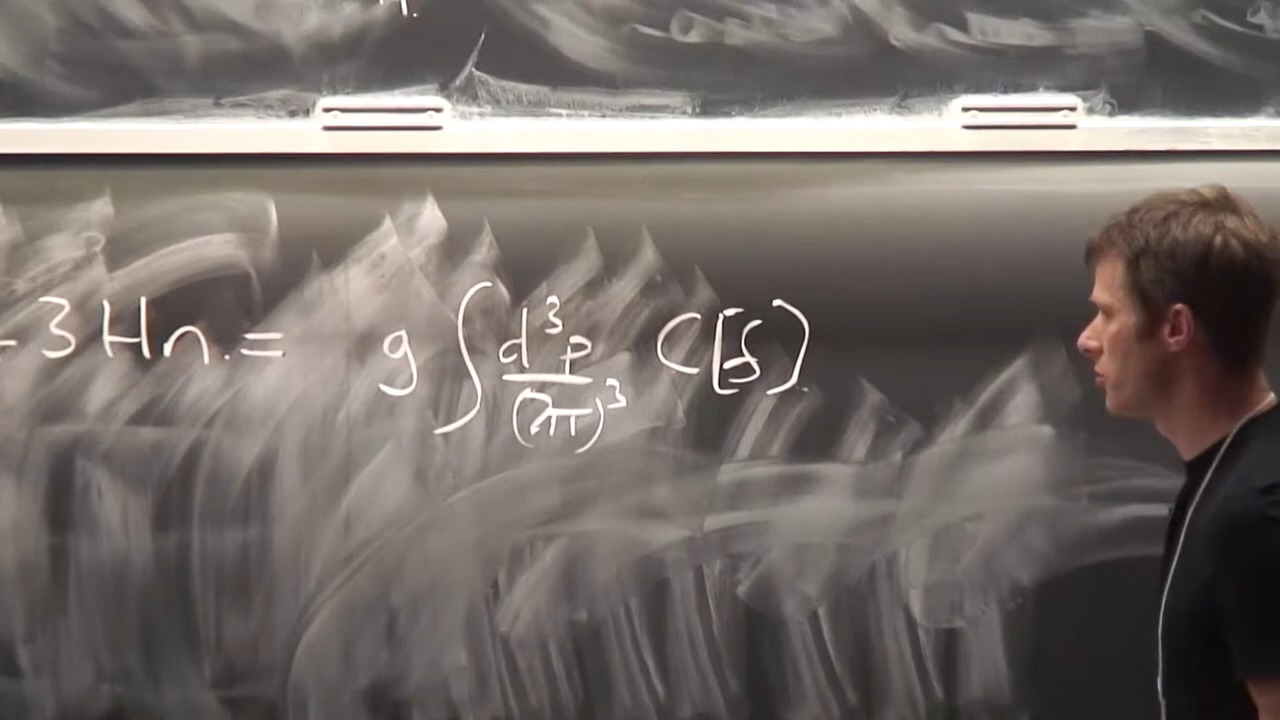 -3Hn. = g ∫ d³p/(2π)³ C[f]